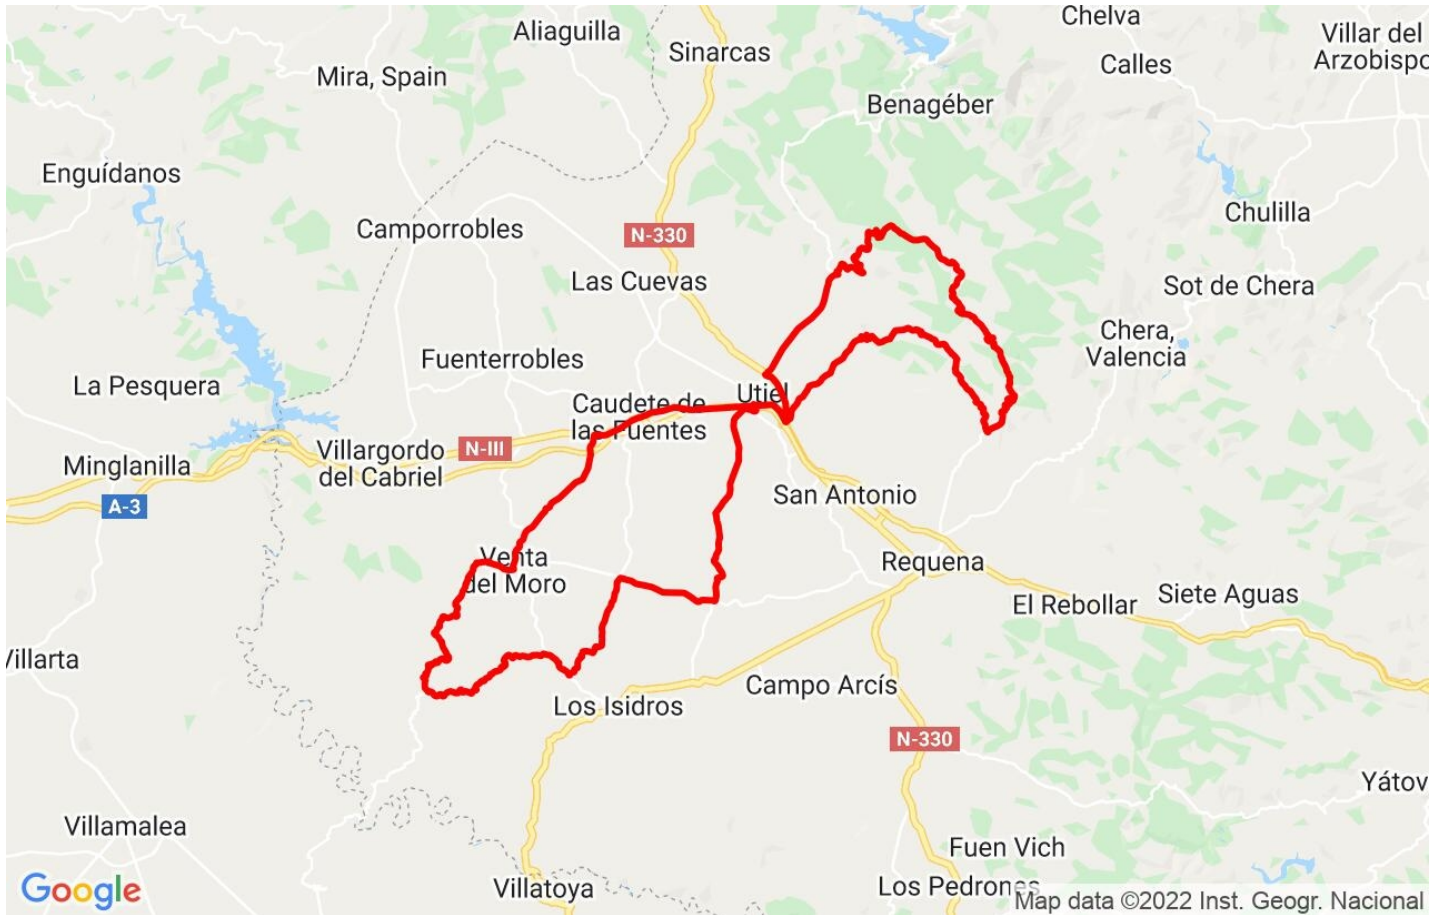 Chelva
Aliaguilla
Villar del
Arzobispo
Sinarcas
Calles
Mira, Spain
Benagéber
Enguídanos
Chulilla
Camporrobles
N-330
Las Cuevas
Sot de Chera
Chera,
Valencia
Fuenterrobles
La Pesquera
Utiel
Caudete de
las Fuentes
Villargordo
del Cabriel
N-III
Minglanilla
A-3
San Antonio
Venta
del Moro
Requena
El Rebollar
Siete Aguas
Villarta
Campo Arcís
Los Isidros
N-330
Yátov
Villamalea
Fuen Vich
Google
Villatoya
Los Pedrones
Map data ©2022 Inst. Geogr. Nacional